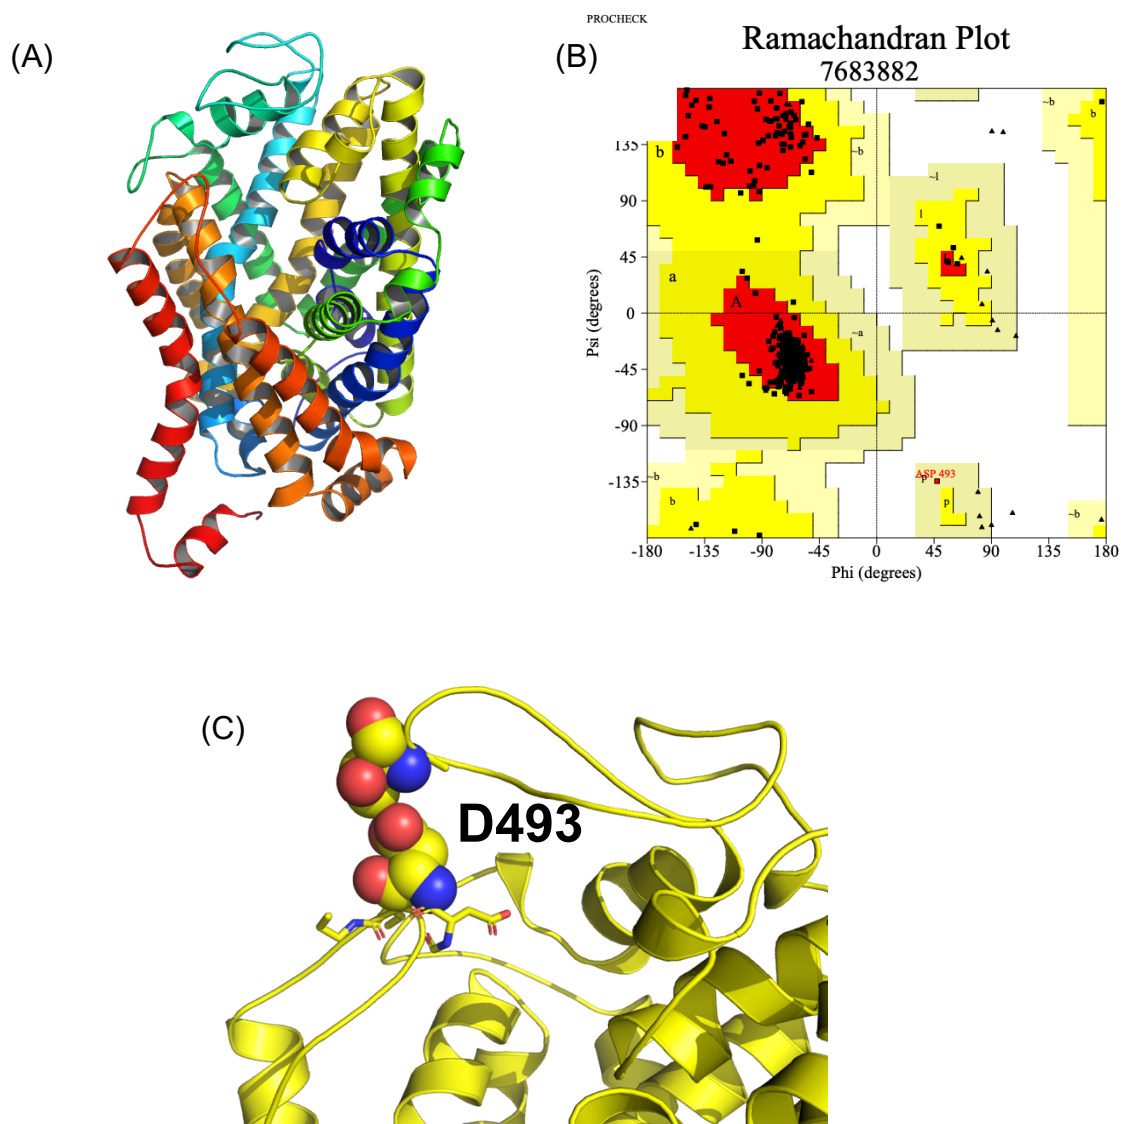 (A)
(B)
PROCHECK
Ramachandran Plot
7683882
Psi (degrees)
135
90
45
0
-45
-90
-135
b
~b
~b
b
~l
l
a
A
~a
ASP 493
~b
b
p
~b
-180
-135
-90
-45
0
45
90
135
180
Phi (degrees)
(C)
D493